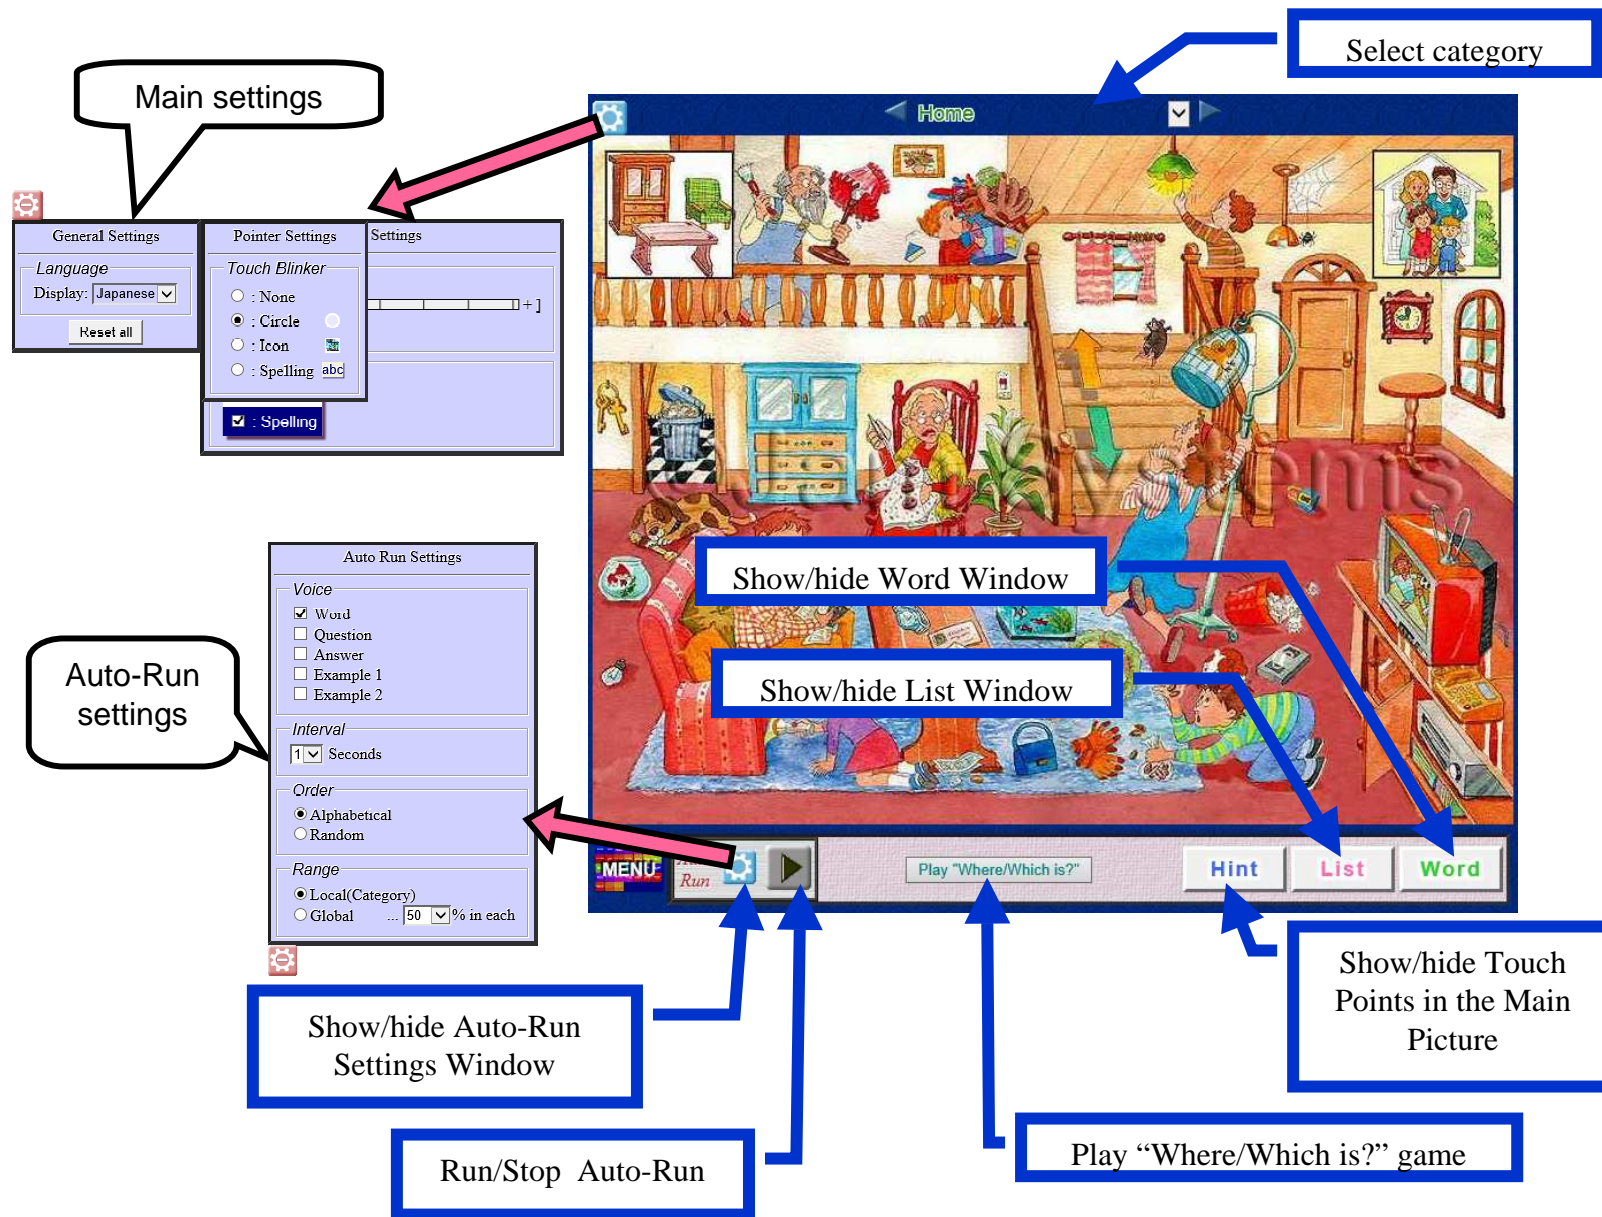 Select category
Main settings
Home
General Settings
Language
Display: Japanese
Reset all
Pointer Settings
Touch Blinker
: None
: Circle
: Icon
: Spelling abc
Settings
+ ]
: Spelling
Auto Run Settings
Voice
Word
Question
Answer
Example 1
Example 2
Interval
1 Seconds
Order
Alphabetical
Random
Range
Local(Category)
Global ... 50 % in each
Auto-Run
settings
Show/hide Word Window
Show/hide List Window
MENU
Run
Play "Where/Which is?"
Hint
List
Word
Show/hide Auto-Run
Settings Window
Run/Stop Auto-Run
Play “Where/Which is?” game
Show/hide Touch
Points in the Main
Picture